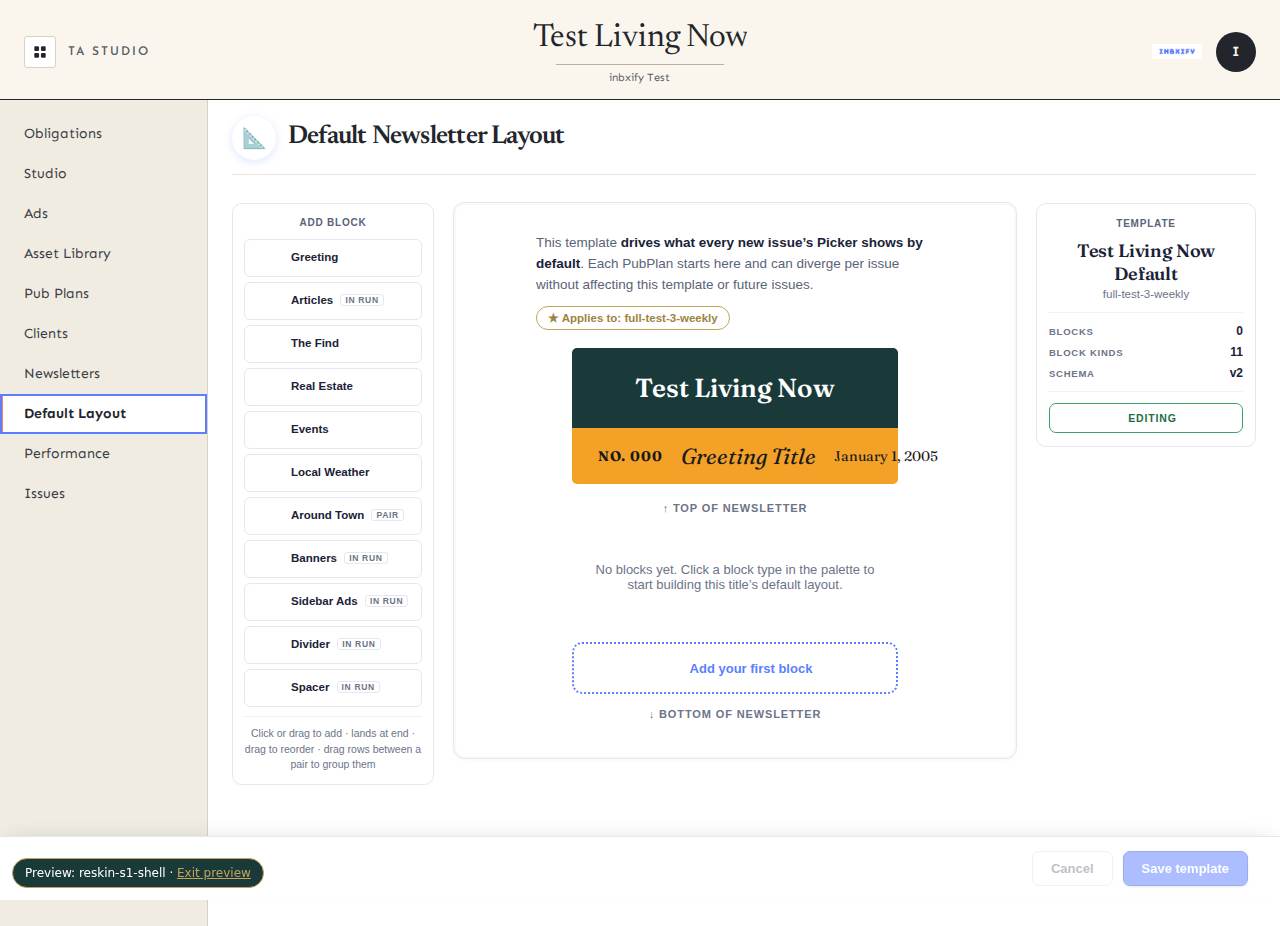 TA STUDIO
Test Living Now
inbxify Test
INBXIFY
I
Obligations
Studio
Ads
Asset Library
Pub Plans
Clients
Newsletters
Default Layout
Performance
Issues
Default Newsletter Layout
ADD BLOCK
Greeting
Articles IN RUN
The Find
Real Estate
Events
Local Weather
Around Town PAIR
Banners IN RUN
Sidebar Ads IN RUN
Divider IN RUN
Spacer IN RUN
Click or drag to add · lands at end ·
drag to reorder · drag rows between a
pair to group them
This template drives what every new issue’s Picker shows by
default. Each PubPlan starts here and can diverge per issue
without affecting this template or future issues.
★ Applies to: full-test-3-weekly
Test Living Now
NO. 000 Greeting Title January 1, 2005
↑ TOP OF NEWSLETTER
No blocks yet. Click a block type in the palette to
start building this title’s default layout.
Add your first block
↓ BOTTOM OF NEWSLETTER
TEMPLATE
Test Living Now
Default
full-test-3-weekly
BLOCKS 0
BLOCK KINDS 11
SCHEMA v2
EDITING
Preview: reskin-s1-shell · Exit preview
Cancel
Save template